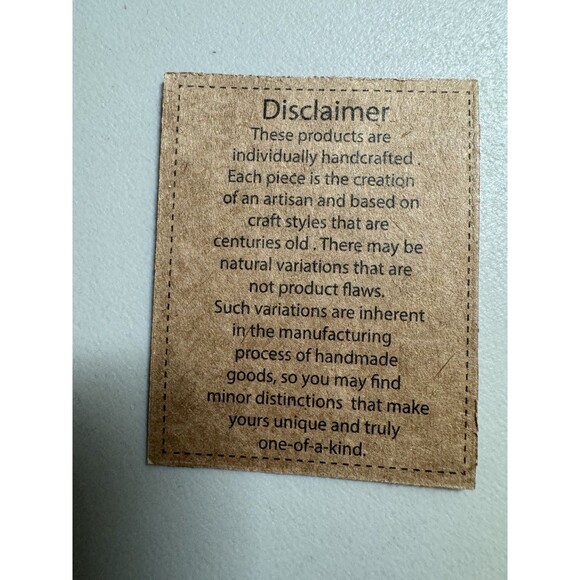 Disclaimer
These products are
individually handcrafted .
Each piece is the creation
of an artisan and based on
craft styles that are
centuries old . There may be
natural variations that are
not product flaws.
Such variations are inherent
in the manufacturing
process of handmade
goods, so you may find
minor distinctions that make
yours unique and truly
one-of-a-kind.